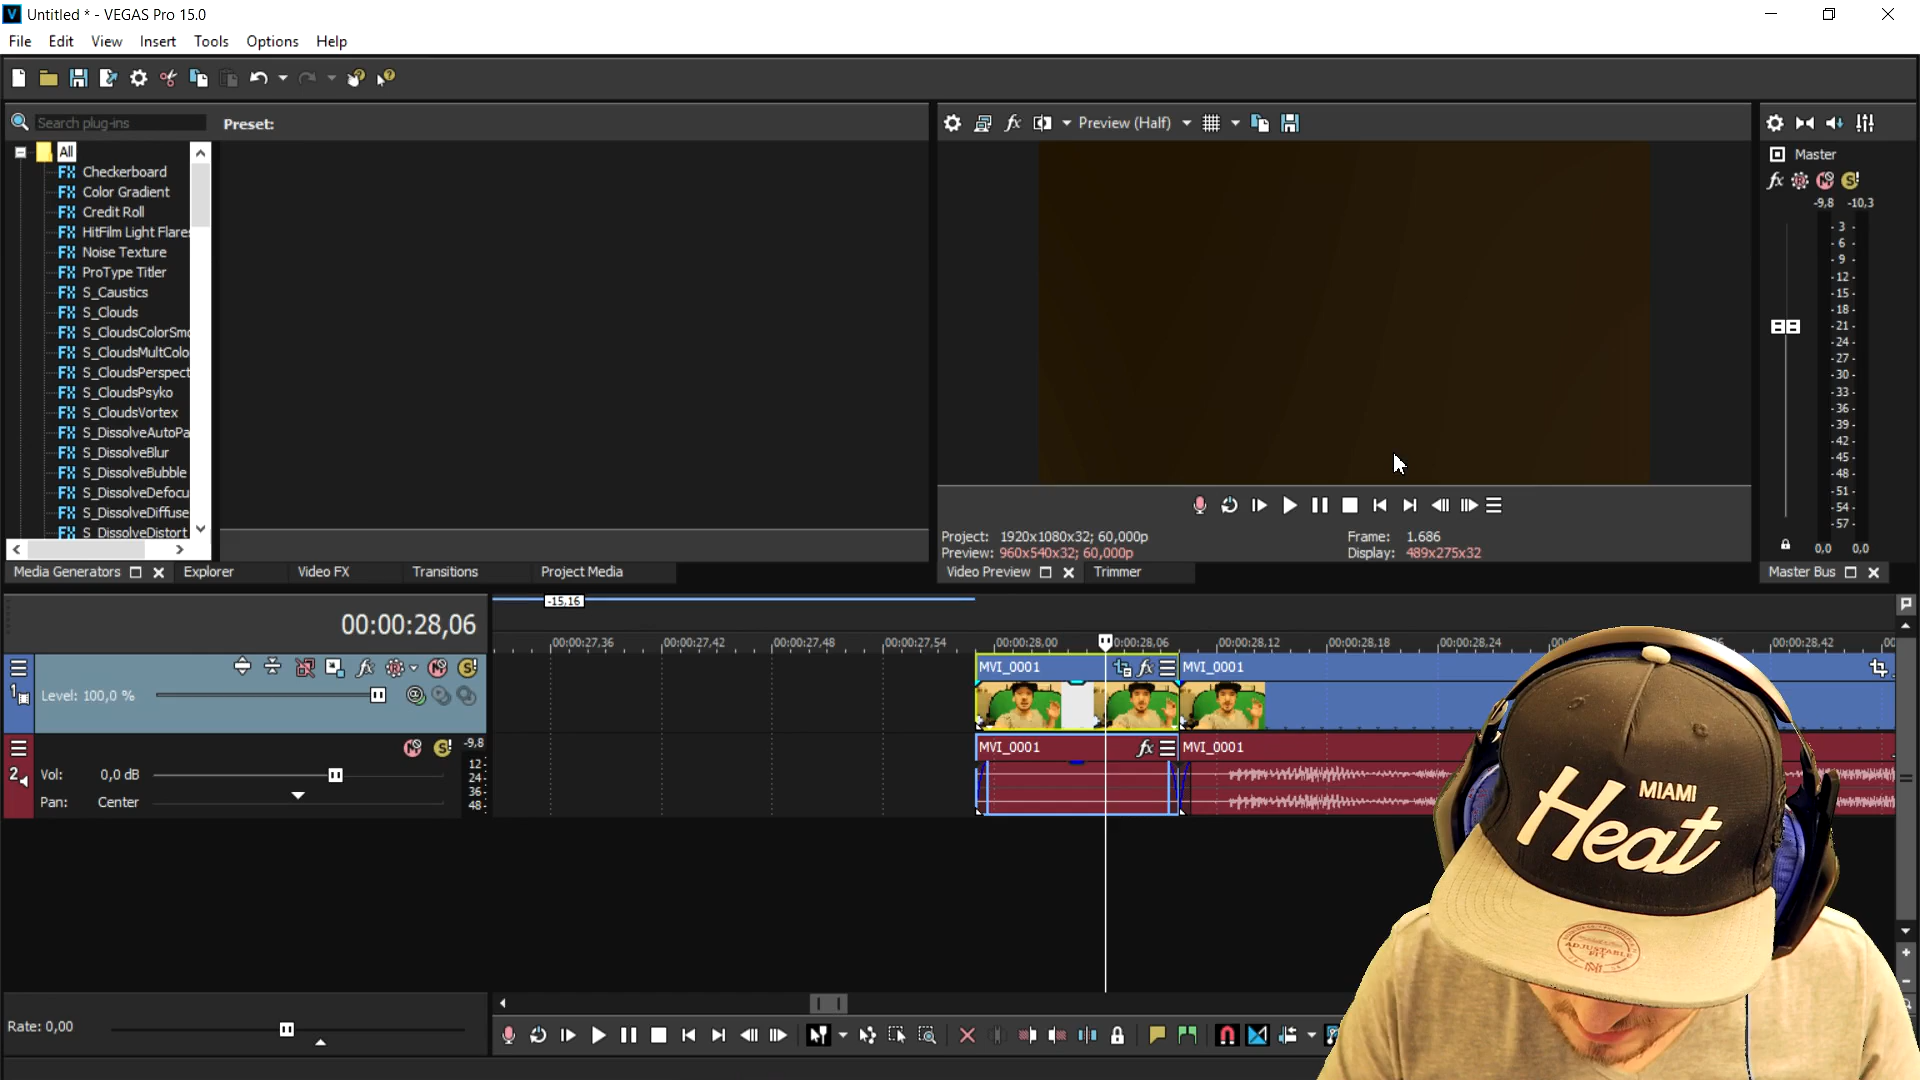 Untitled * - VEGAS Pro 15.0
File Edit View Insert Tools Options Help
Search plug-ins
Preset:
All
Checkerboard
Color Gradient
Credit Roll
HitFilm Light Flare
Noise Texture
ProType Titler
S_Caustics
S_Clouds
S_CloudsColorSmo
S_CloudsMultColo
S_CloudsPerspect
S_CloudsPsyko
S_CloudsVortex
S_DissolveAutoPa
S_DissolveBlur
S_DissolveBubble
S_DissolveDefocu
S_DissolveDiffuse
S_DissolveDistort
Media Generators Explorer Video FX Transitions Project Media
Preview (Half)
Project: 1920x1080x32; 60,000p
Frame: 1.686
Preview: 960x540x32; 60,000p
Display: 489x275x32
Video Preview Trimmer
Master
-9,8 -10,3
3
6
9
12
15
18
21
24
27
30
33
36
39
42
45
48
51
54
57
0,0 0,0
Master Bus
00:00:28,06
-15,16
00:00:27,36 00:00:27,42 00:00:27,48 00:00:27,54 00:00:28,00 00:00:28,06 00:00:28,12 00:00:28,18 00:00:28,24 00:00:28,42
1
Level: 100,0 %
MVI_0001 MVI_0001
2
Vol: 0,0 dB
Pan: Center
-9,8
12
24
36
48
MVI_0001 MVI_0001
Rate: 0,00
MIAMI
Heat
ADJUSTABLE
FIT